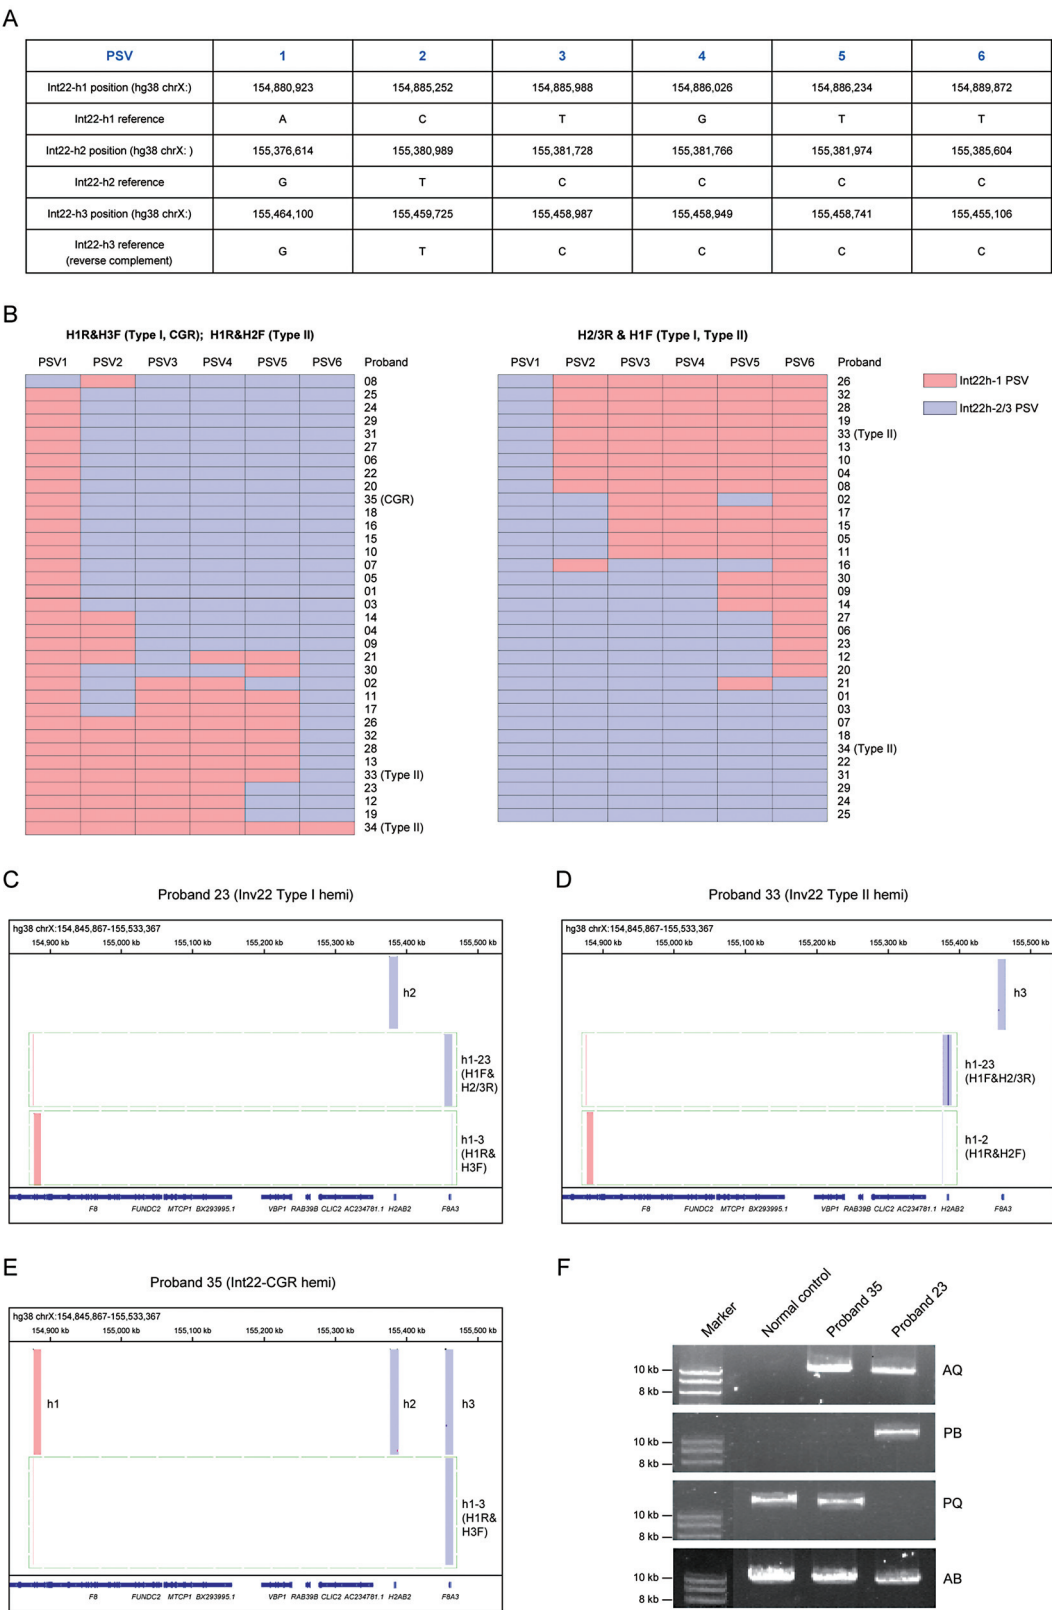 A
PSV 1 2 3 4 5 6
Int22-h1 position (hg38 chrX:) 154,880,923 154,885,252 154,885,988 154,886,026 154,886,234 154,889,872
Int22-h1 reference A C T G T T
Int22-h2 position (hg38 chrX: ) 155,376,614 155,380,989 155,381,728 155,381,766 155,381,974 155,385,604
Int22-h2 reference G T C C C C
Int22-h3 position (hg38 chrX:) 155,464,100 155,459,725 155,458,987 155,458,949 155,458,741 155,455,106
Int22-h3 reference
(reverse complement) G T C C C C
B
H1R&H3F (Type I, CGR); H1R&H2F (Type II)
PSV1 PSV2 PSV3 PSV4 PSV5 PSV6 Proband
08
25
24
29
31
27
06
22
20
35 (CGR)
18
16
15
10
07
05
01
03
14
04
09
21
30
02
11
17
26
32
28
13
33 (Type II)
23
12
19
34 (Type II)
H2/3R & H1F (Type I, Type II)
PSV1 PSV2 PSV3 PSV4 PSV5 PSV6 Proband
26
32
28
19
33 (Type II)
13
10
04
08
02
17
15
05
11
16
30
09
14
27
06
23
12
20
21
01
03
07
18
34 (Type II)
22
31
29
24
25
Int22h-1 PSV
Int22h-2/3 PSV
C
Proband 23 (Inv22 Type I hemi)
hg38 chrX:154,845,867-155,533,367
154,900 kb 155,000 kb 155,100 kb 155,200 kb 155,300 kb 155,400 kb 155,500 kb
h2
h1-23
(H1F&
H2/3R)
h1-3
(H1R&
H3F)
F8 FUNDC2 MTCP1 BX293995.1 VBP1 RAB39B CLIC2 AC234781.1 H2AB2 F8A3
D
Proband 33 (Inv22 Type II hemi)
hg38 chrX:154,845,867-155,533,367
154,900 kb 155,000 kb 155,100 kb 155,200 kb 155,300 kb 155,400 kb 155,500 kb
h3
h1-23
(H1F&H2/3R)
h1-2
(H1R&H2F)
F8 FUNDC2 MTCP1 BX293995.1 VBP1 RAB39B CLIC2 AC234781.1 H2AB2 F8A3
E
Proband 35 (Int22-CGR hemi)
hg38 chrX:154,845,867-155,533,367
154,900 kb 155,000 kb 155,100 kb 155,200 kb 155,300 kb 155,400 kb 155,500 kb
h1 h2 h3
h1-3
(H1R&
H3F)
F8 FUNDC2 MTCP1 BX293995.1 VBP1 RAB39B CLIC2 AC234781.1 H2AB2 F8A3
F
Marker Normal control Proband 35 Proband 23
10 kb AQ
8 kb
PB
10 kb
8 kb
PQ
10 kb
8 kb
10 kb AB
8 kb